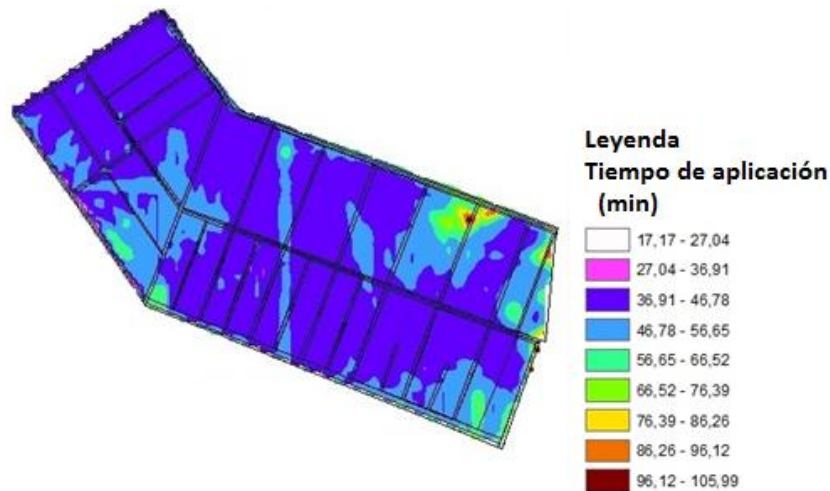 Leyenda
Tiempo de aplicación
(min)
17,17 - 27,04
27,04 - 36,91
36,91 - 46,78
46,78 - 56,65
56,65 - 66,52
66,52 - 76,39
76,39 - 86,26
86,26 - 96,12
96,12 - 105,99